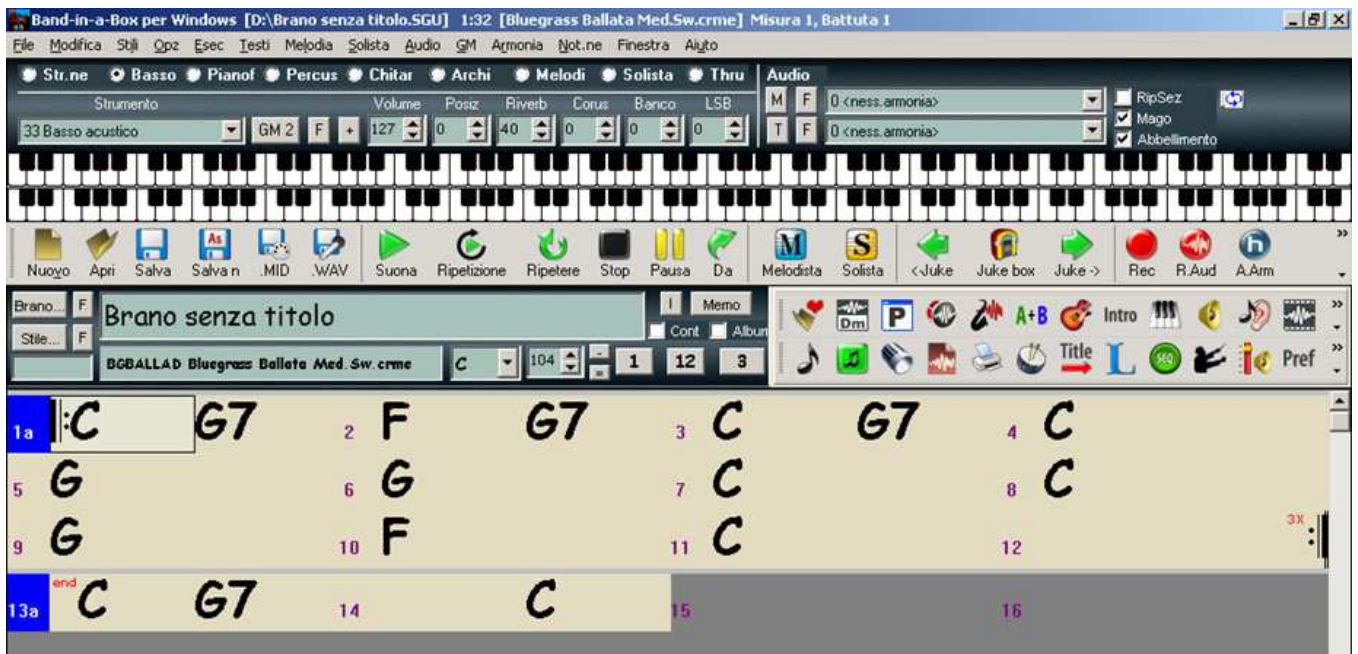 Band-in-a-Box per Windows [D:\Brano senza titolo.SGU] 1:32 [Bluegrass Ballata Med.Sw.crme] Misura 1, Battuta 1
File Modifica Stili Opz Esec Testi Melodia Solista Audio GM Armonia Not.ne Finestra Aiuto
Str.ne Basso Pianof Percus Chitar Archi Melodi Solista Thru Audio
Strumento Volume Posiz Riverb Corus Banco LSB M F 0 <ness.armonia> RipSez
33 Basso acustico GM 2 F + 127 0 40 0 0 0 T F 0 <ness.armonia> Mago
Abbellimento
Nuovo Apri Salva Salva n .MID .WAV Suona Ripetizione Ripetere Stop Pausa Da Melodista Solista <-Juke Juke box Juke -> Rec R.Aud A.Arm
Brano... F Brano senza titolo I Memo Dm P A+B Intro
Stile... F Cont Album
BGBALLAD Bluegrass Ballata Med.Sw.crme C 104 1 12 3 Title L SEQ Pref
1a C G7 2 F G7 3 C G7 4 C
5 G 6 G 7 C 8 C
9 G 10 F 11 C 12 3X
13a end C G7 14 C 15 16